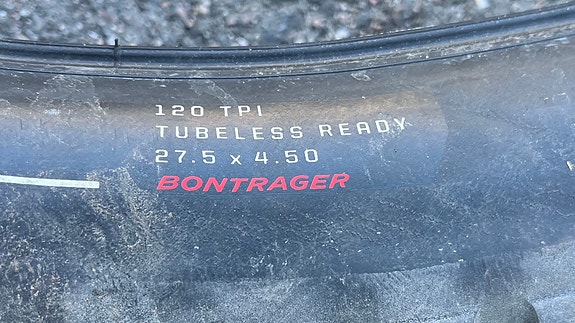 120 TPI
TUBELESS READY
27.5 x 4.50
BONTRAGER